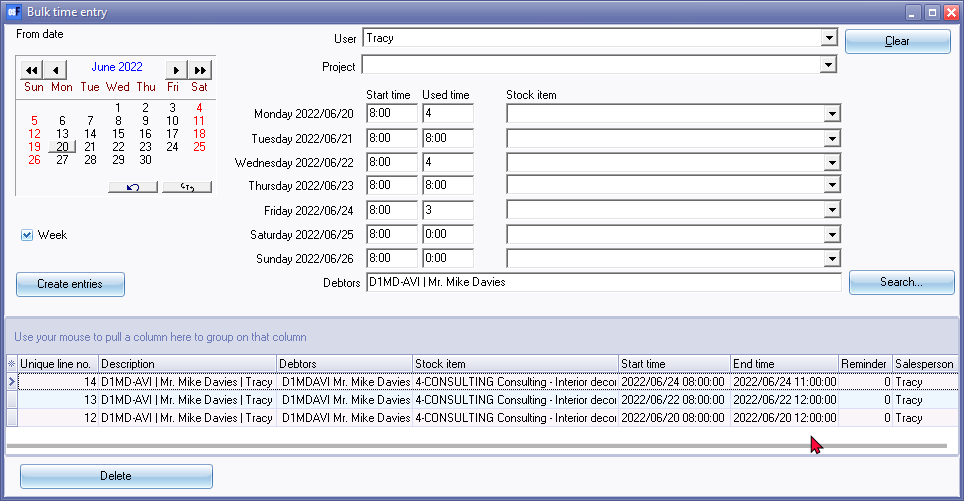 Bulk time entry
From date
User Tracy
Clear
Project
June 2022
Sun Mon Tue Wed Thu Fri Sat
1 2 3 4
5 6 7 8 9 10 11
12 13 14 15 16 17 18
19 20 21 22 23 24 25
26 27 28 29 30
Week
Create entries
Start time Used time Stock item
Monday 2022/06/20 8:00 4
Tuesday 2022/06/21 8:00 8:00
Wednesday 2022/06/22 8:00 4
Thursday 2022/06/23 8:00 8:00
Friday 2022/06/24 8:00 3
Saturday 2022/06/25 8:00 0:00
Sunday 2022/06/26 8:00 0:00
Debtors D1MD-AVI | Mr. Mike Davies
Search...
Use your mouse to pull a column here to group on that column
Unique line no. Description Debtors Stock item Start time End time Reminder Salesperson
14 D1MD-AVI | Mr. Mike Davies | Tracy D1MDAVI Mr. Mike Davies 4-CONSULTING Consulting - Interior decor 2022/06/24 08:00:00 2022/06/24 11:00:00 0 Tracy
13 D1MD-AVI | Mr. Mike Davies | Tracy D1MDAVI Mr. Mike Davies 4-CONSULTING Consulting - Interior decor 2022/06/22 08:00:00 2022/06/22 12:00:00 0 Tracy
12 D1MD-AVI | Mr. Mike Davies | Tracy D1MDAVI Mr. Mike Davies 4-CONSULTING Consulting - Interior decor 2022/06/20 08:00:00 2022/06/20 12:00:00 0 Tracy
Delete